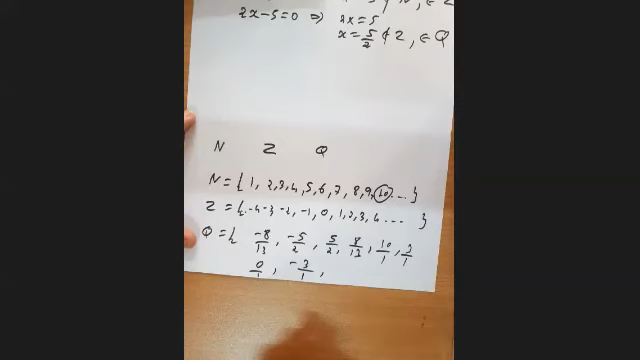 ∉ N, ∈ Z
2x-5=0 ⇒ 2x=5
x=5/2 ∉ Z, ∈ Q
N Z Q
N={1, 2,3,4,5,6,7,8,9,10...}
Z={..-4-3-2,-1,0,1,2,3,4... }
Q={ -8/13, -5/2, 5/2, 8/13, 10/1, 3/1
0/1, -3/1,